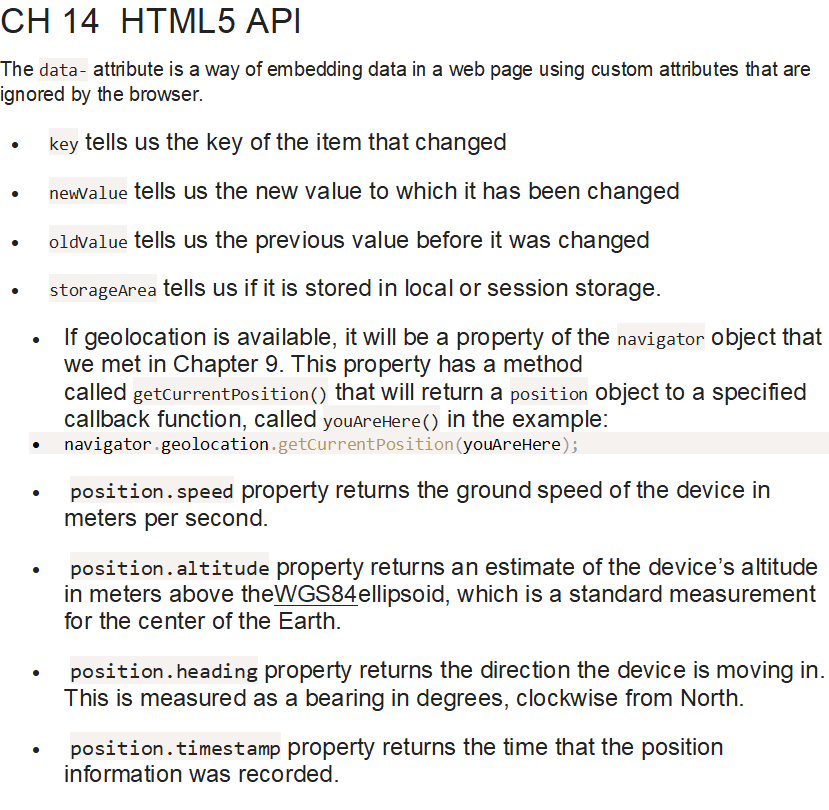 CH 14  HTML5 API
The data- attribute is a way of embedding data in a web page using custom attributes that are
ignored by the browser.
• key tells us the key of the item that changed
• newValue tells us the new value to which it has been changed
• oldValue tells us the previous value before it was changed
• storageArea tells us if it is stored in local or session storage.
• If geolocation is available, it will be a property of the navigator object that
we met in Chapter 9. This property has a method
called getCurrentPosition() that will return a position object to a specified
callback function, called youAreHere() in the example:
• navigator.geolocation.getCurrentPosition(youAreHere);
• position.speed property returns the ground speed of the device in
meters per second.
• position.altitude property returns an estimate of the device’s altitude
in meters above theWGS84ellipsoid, which is a standard measurement
for the center of the Earth.
• position.heading property returns the direction the device is moving in.
This is measured as a bearing in degrees, clockwise from North.
• position.timestamp property returns the time that the position
information was recorded.